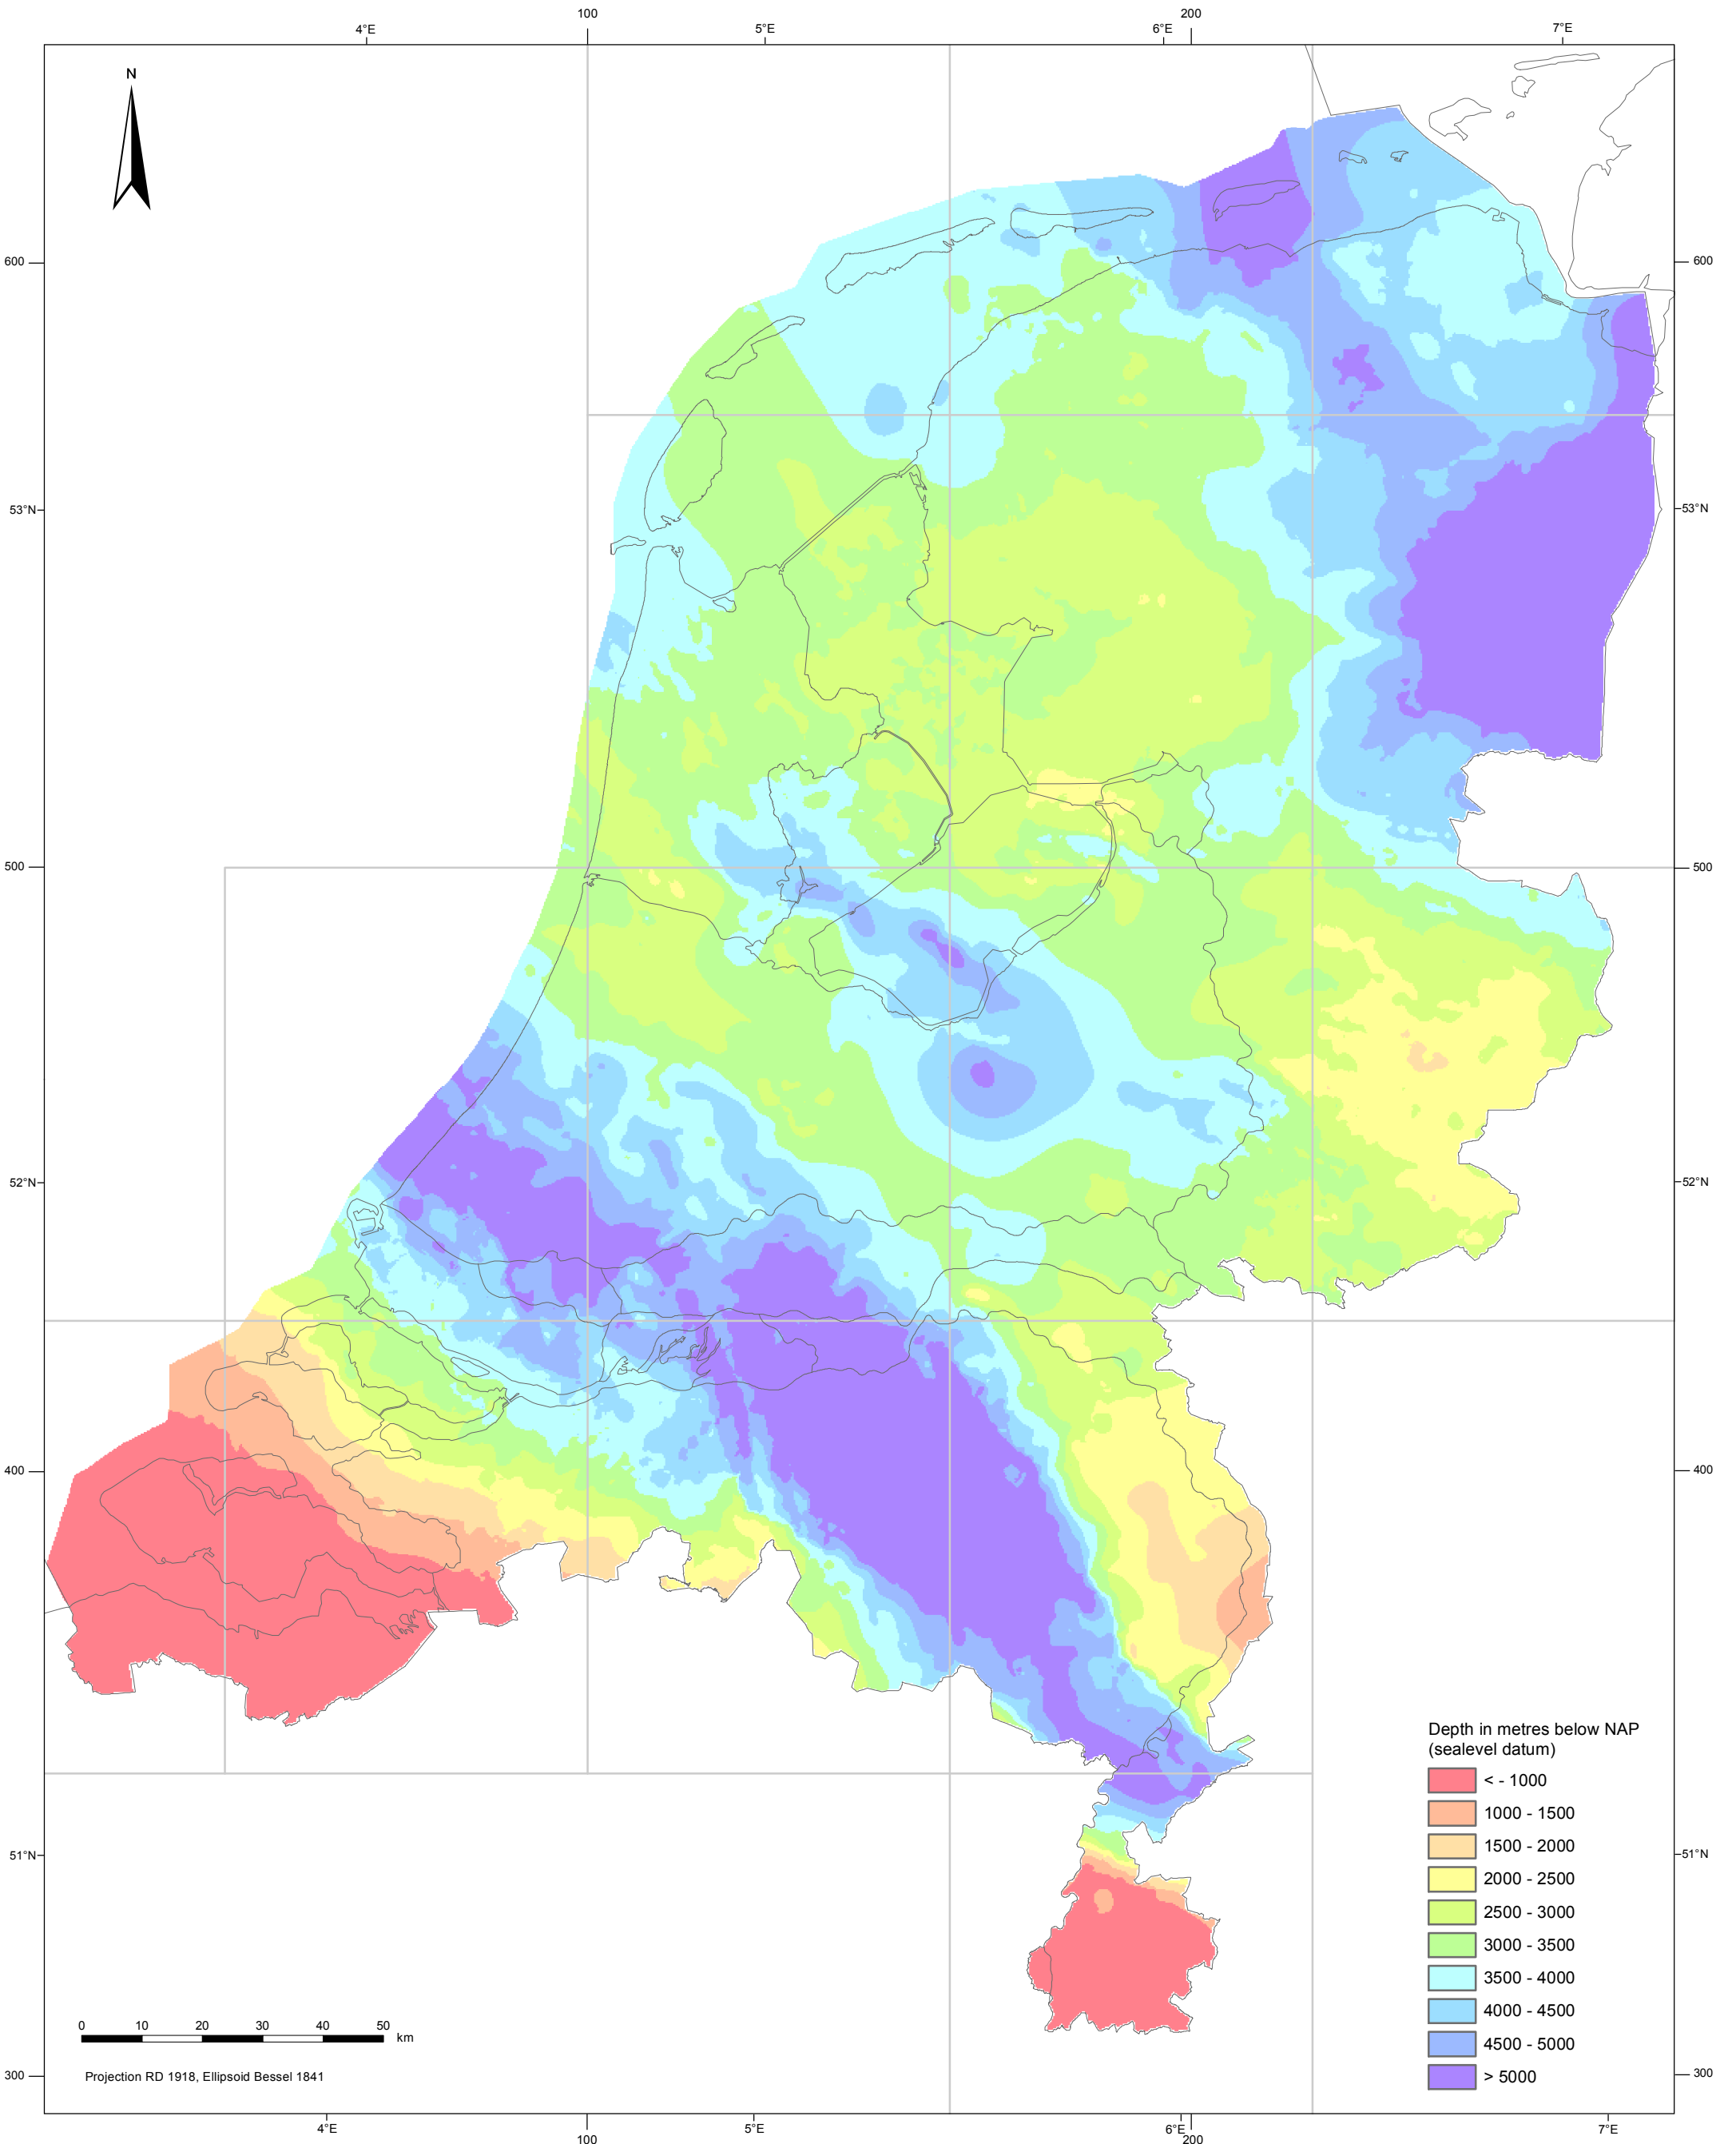 100
200
4°E
5°E
6°E
7°E
N
600
600
53°N
53°N
500
500
52°N
52°N
400
400
Depth in metres below NAP
(sealevel datum)
< - 1000
1000 - 1500
1500 - 2000
2000 - 2500
2500 - 3000
3000 - 3500
3500 - 4000
4000 - 4500
4500 - 5000
> 5000
51°N
51°N
0 10 20 30 40 50 km
Projection RD 1918, Ellipsoid Bessel 1841
300
300
4°E
5°E
6°E
7°E
100
200